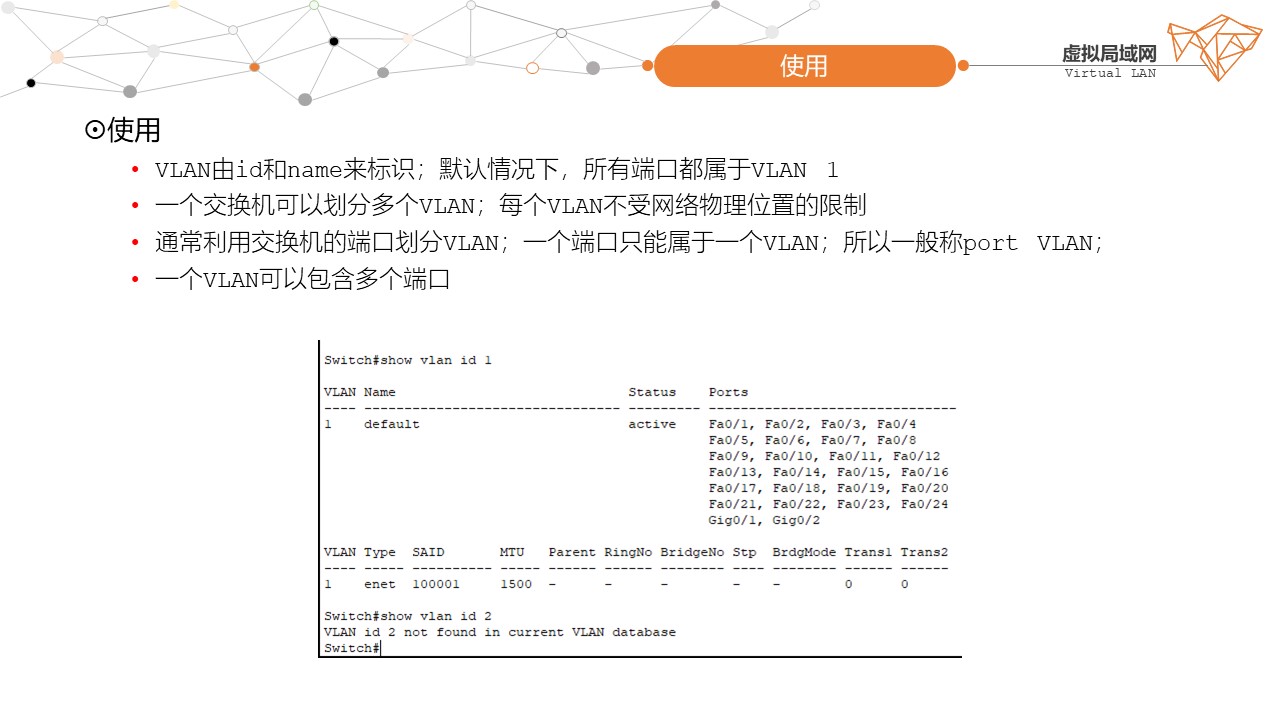 使用
虚拟局域网
Virtual LAN
⊙使用
• VLAN由id和name来标识；默认情况下，所有端口都属于VLAN 1
• 一个交换机可以划分多个VLAN；每个VLAN不受网络物理位置的限制
• 通常利用交换机的端口划分VLAN；一个端口只能属于一个VLAN；所以一般称port VLAN；
• 一个VLAN可以包含多个端口
Switch#show vlan id 1
VLAN Name                             Status    Ports
---- -------------------------------- --------- -------------------------------
1    default                          active    Fa0/1, Fa0/2, Fa0/3, Fa0/4
                                                Fa0/5, Fa0/6, Fa0/7, Fa0/8
                                                Fa0/9, Fa0/10, Fa0/11, Fa0/12
                                                Fa0/13, Fa0/14, Fa0/15, Fa0/16
                                                Fa0/17, Fa0/18, Fa0/19, Fa0/20
                                                Fa0/21, Fa0/22, Fa0/23, Fa0/24
                                                Gig0/1, Gig0/2
VLAN Type  SAID       MTU   Parent RingNo BridgeNo Stp  BrdgMode Trans1 Trans2
---- ----- ---------- ----- ------ ------ -------- ---- -------- ------ ------
1    enet  100001     1500  -      -      -        -    -        0      0
Switch#show vlan id 2
VLAN id 2 not found in current VLAN database
Switch#